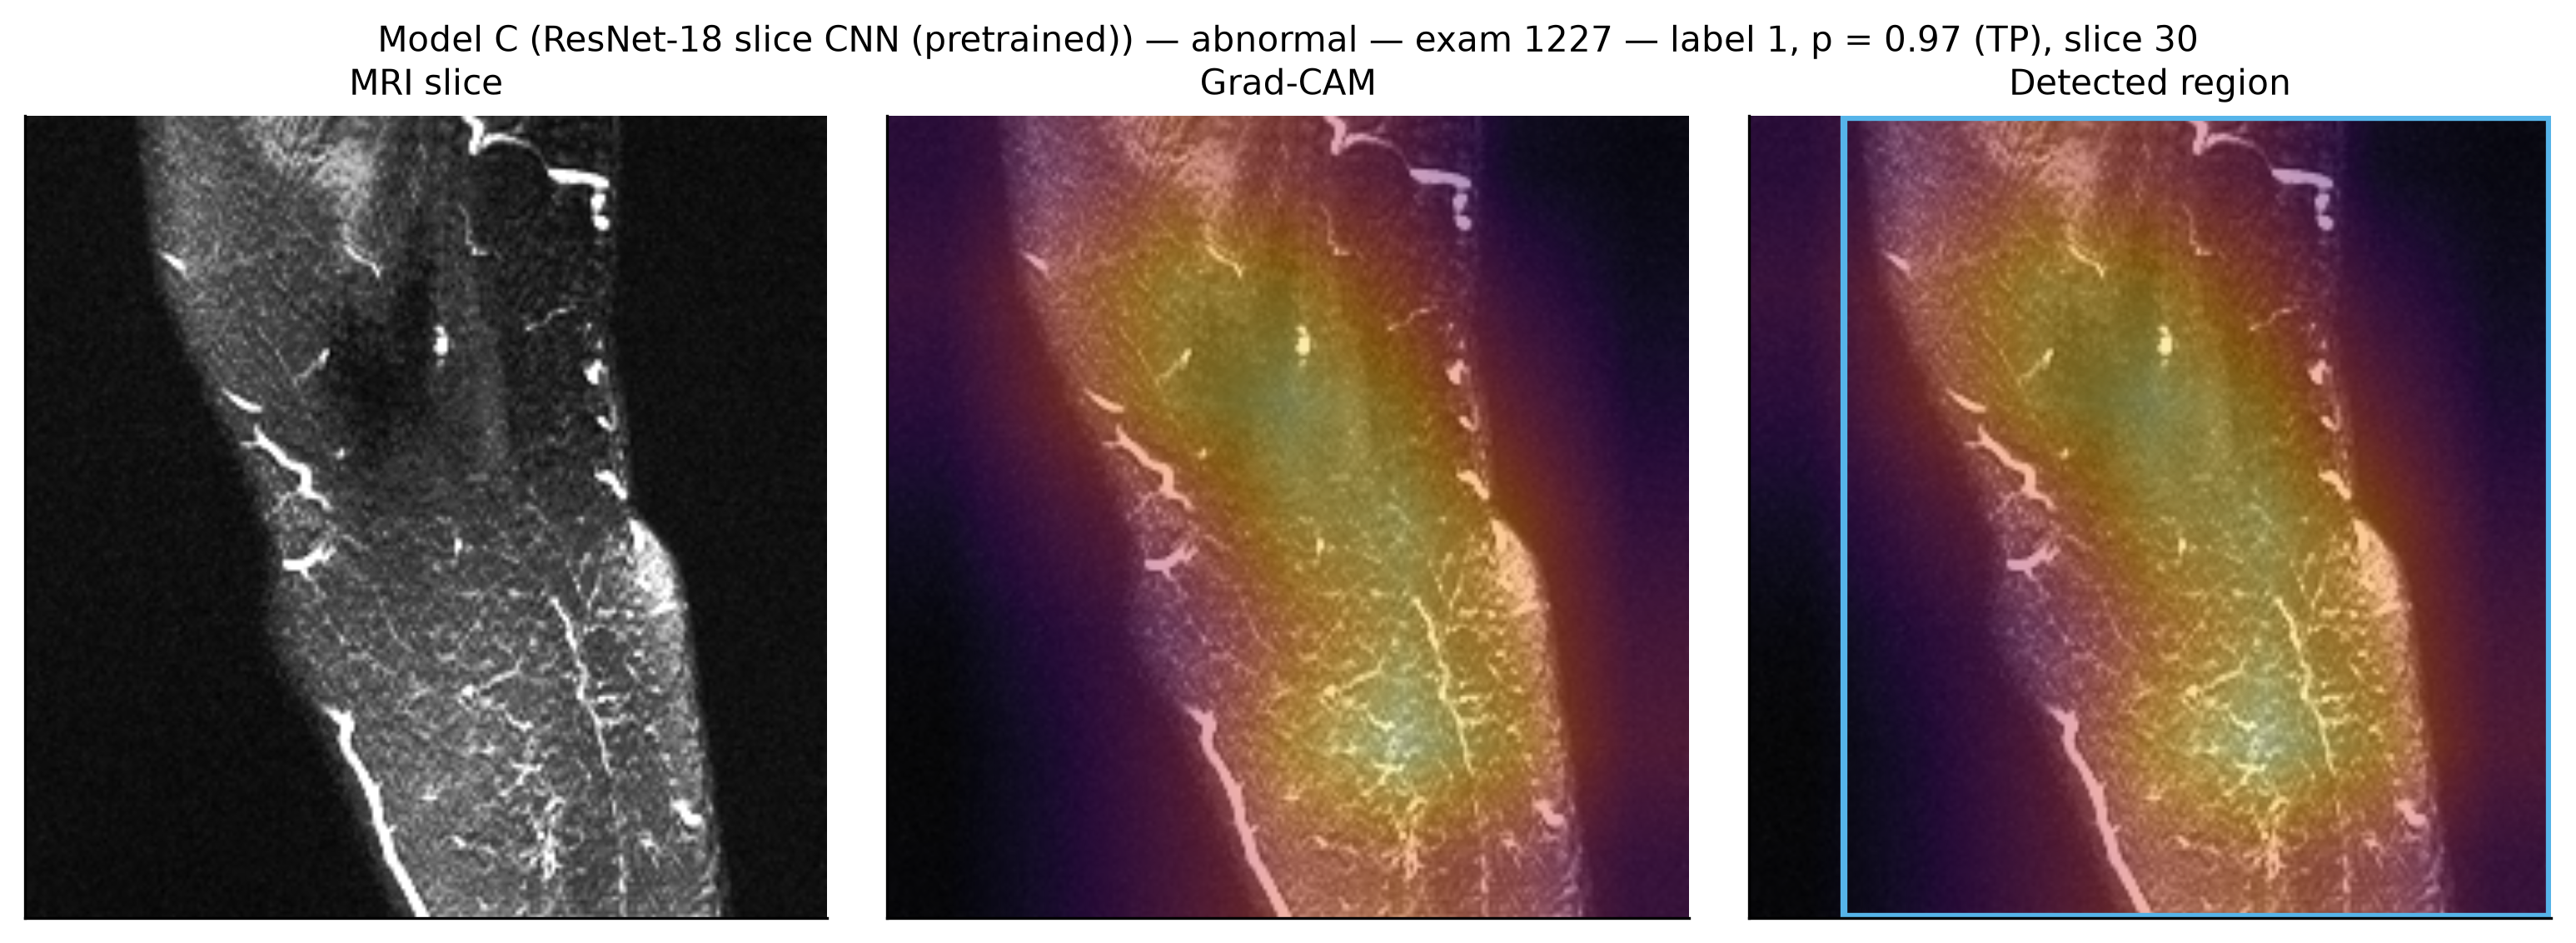 Model C (ResNet-18 slice CNN (pretrained)) — abnormal — exam 1227 — label 1, p = 0.97 (TP), slice 30
MRI slice
Grad-CAM
Detected region